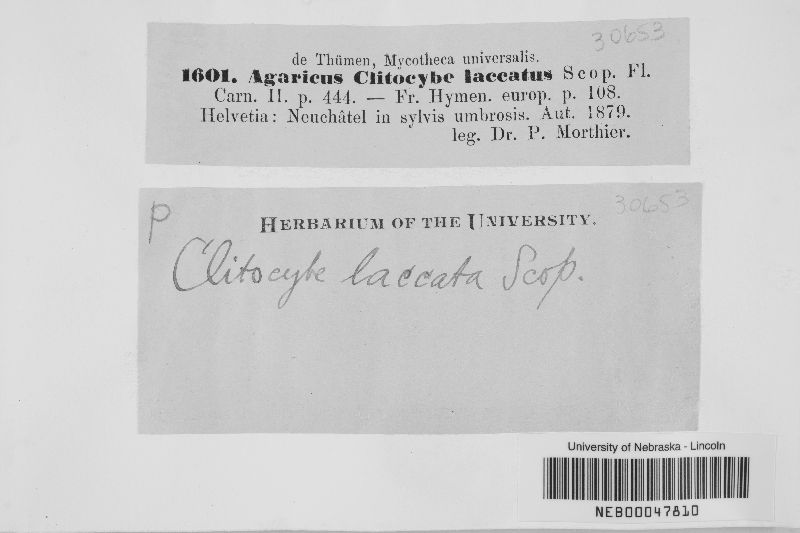 30653
de Thümen, Mycotheca universalis.
1601. Agaricus Clitocybe laccatus Scop. Fl.
Carn. II. p. 444. — Fr. Hymen. europ. p. 108.
Helvetia: Neuchâtel in sylvis umbrosis. Aut. 1879.
leg. Dr. P. Morthier.
P
30653
HERBARIUM OF THE UNIVERSITY.
Clitocybe laccata Scop.
University of Nebraska - Lincoln
NEB00047810